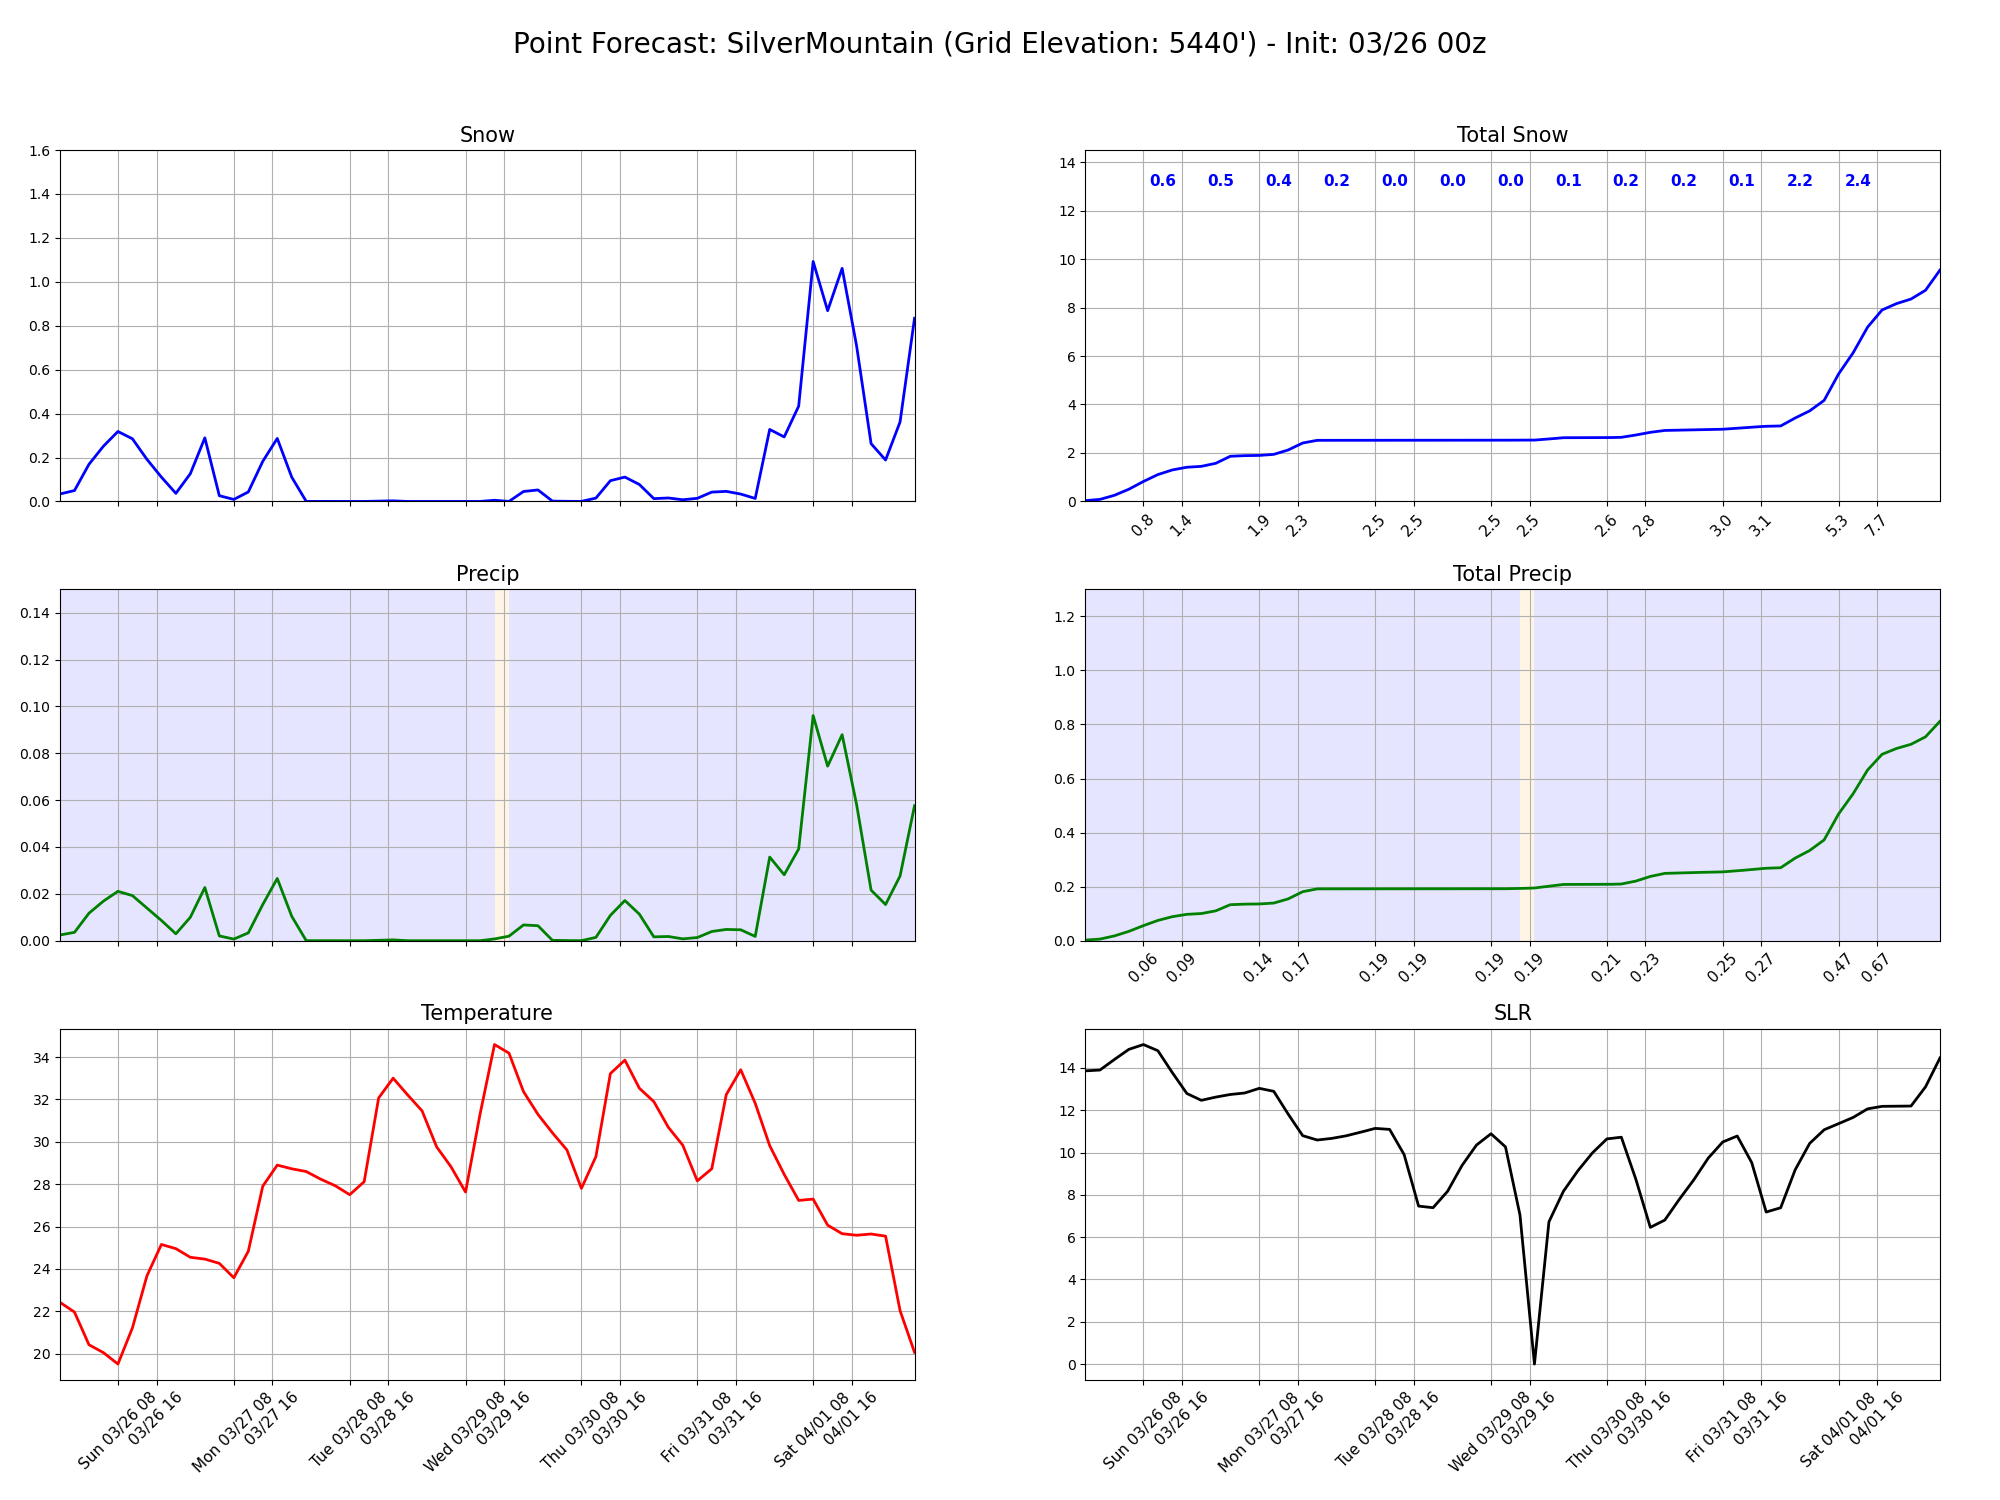 Point Forecast: SilverMountain (Grid Elevation: 5440') - Init: 03/26 00z
Snow
1.6
1.4
1.2
1.0
0.8
0.6
0.4
0.2
0.0
Total Snow
14
12
10
8
6
4
2
0
0.6 0.5 0.4 0.2 0.0 0.0 0.0 0.1 0.2 0.2 0.1 2.2 2.4
0.8 1.4 1.9 2.3 2.5 2.5 2.5 2.5 2.6 2.8 3.0 3.1 5.3 7.7
Precip
0.14
0.12
0.10
0.08
0.06
0.04
0.02
0.00
Total Precip
1.2
1.0
0.8
0.6
0.4
0.2
0.0
0.06 0.09 0.14 0.17 0.19 0.19 0.19 0.19 0.21 0.23 0.25 0.27 0.47 0.67
Temperature
34
32
30
28
26
24
22
20
Sun 03/26 08
03/26 16
Mon 03/27 08
03/27 16
Tue 03/28 08
03/28 16
Wed 03/29 08
03/29 16
Thu 03/30 08
03/30 16
Fri 03/31 08
03/31 16
Sat 04/01 08
04/01 16
SLR
14
12
10
8
6
4
2
0
Sun 03/26 08
03/26 16
Mon 03/27 08
03/27 16
Tue 03/28 08
03/28 16
Wed 03/29 08
03/29 16
Thu 03/30 08
03/30 16
Fri 03/31 08
03/31 16
Sat 04/01 08
04/01 16